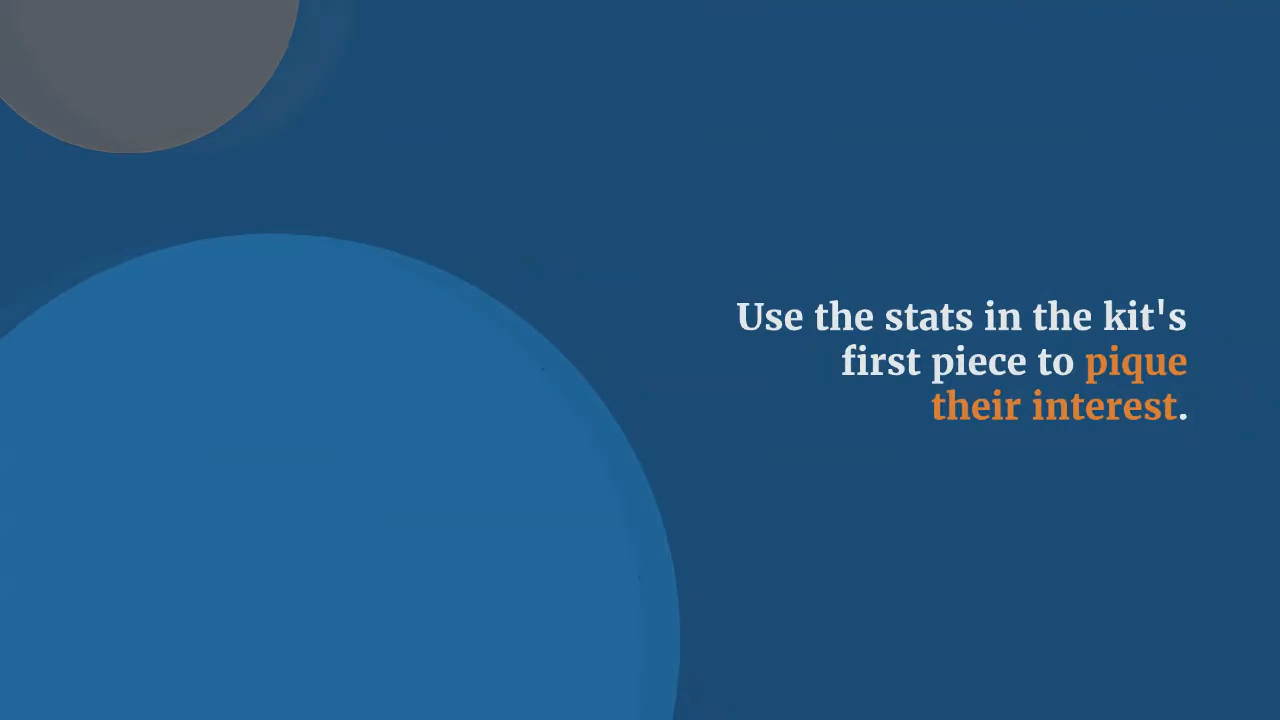 Use the stats in the kit's
first piece to pique
their interest.